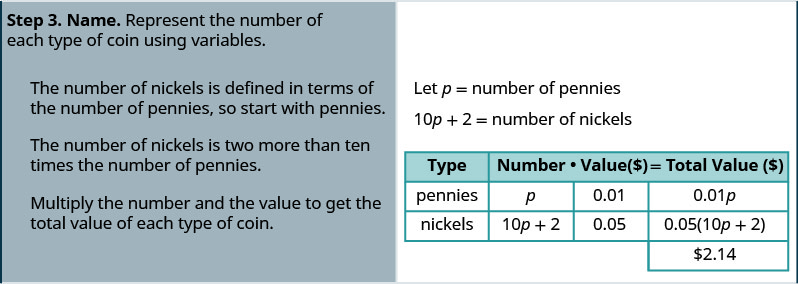 Step 3. Name. Represent the number of
each type of coin using variables.
The number of nickels is defined in terms of
the number of pennies, so start with pennies.
The number of nickels is two more than ten
times the number of pennies.
Multiply the number and the value to get the
total value of each type of coin.
Let p = number of pennies
10p + 2 = number of nickels
Type Number • Value($) = Total Value ($)
pennies p 0.01 0.01p
nickels 10p + 2 0.05 0.05(10p + 2)
$2.14